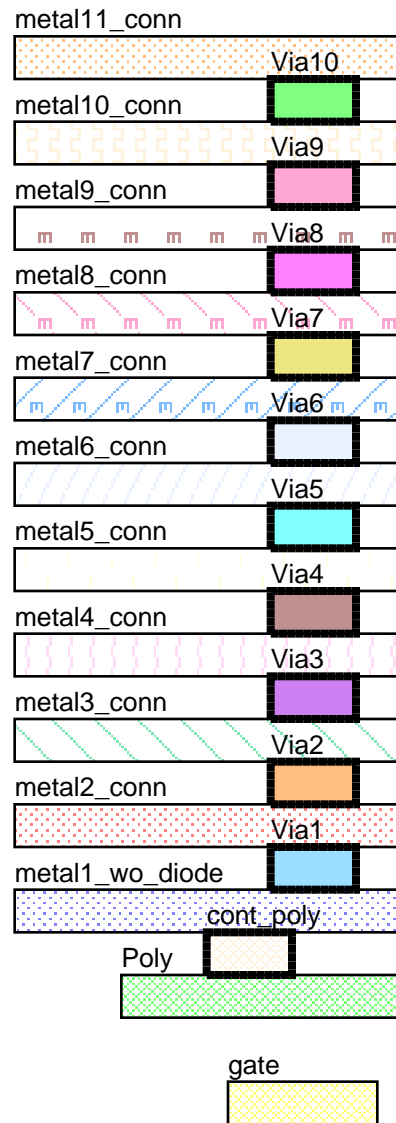 metal11_conn
Via10
metal10_conn
Via9
metal9_conn
Via8
metal8_conn
Via7
metal7_conn
Via6
metal6_conn
Via5
metal5_conn
Via4
metal4_conn
Via3
metal3_conn
Via2
metal2_conn
Via1
metal1_wo_diode
cont_poly
Poly
gate